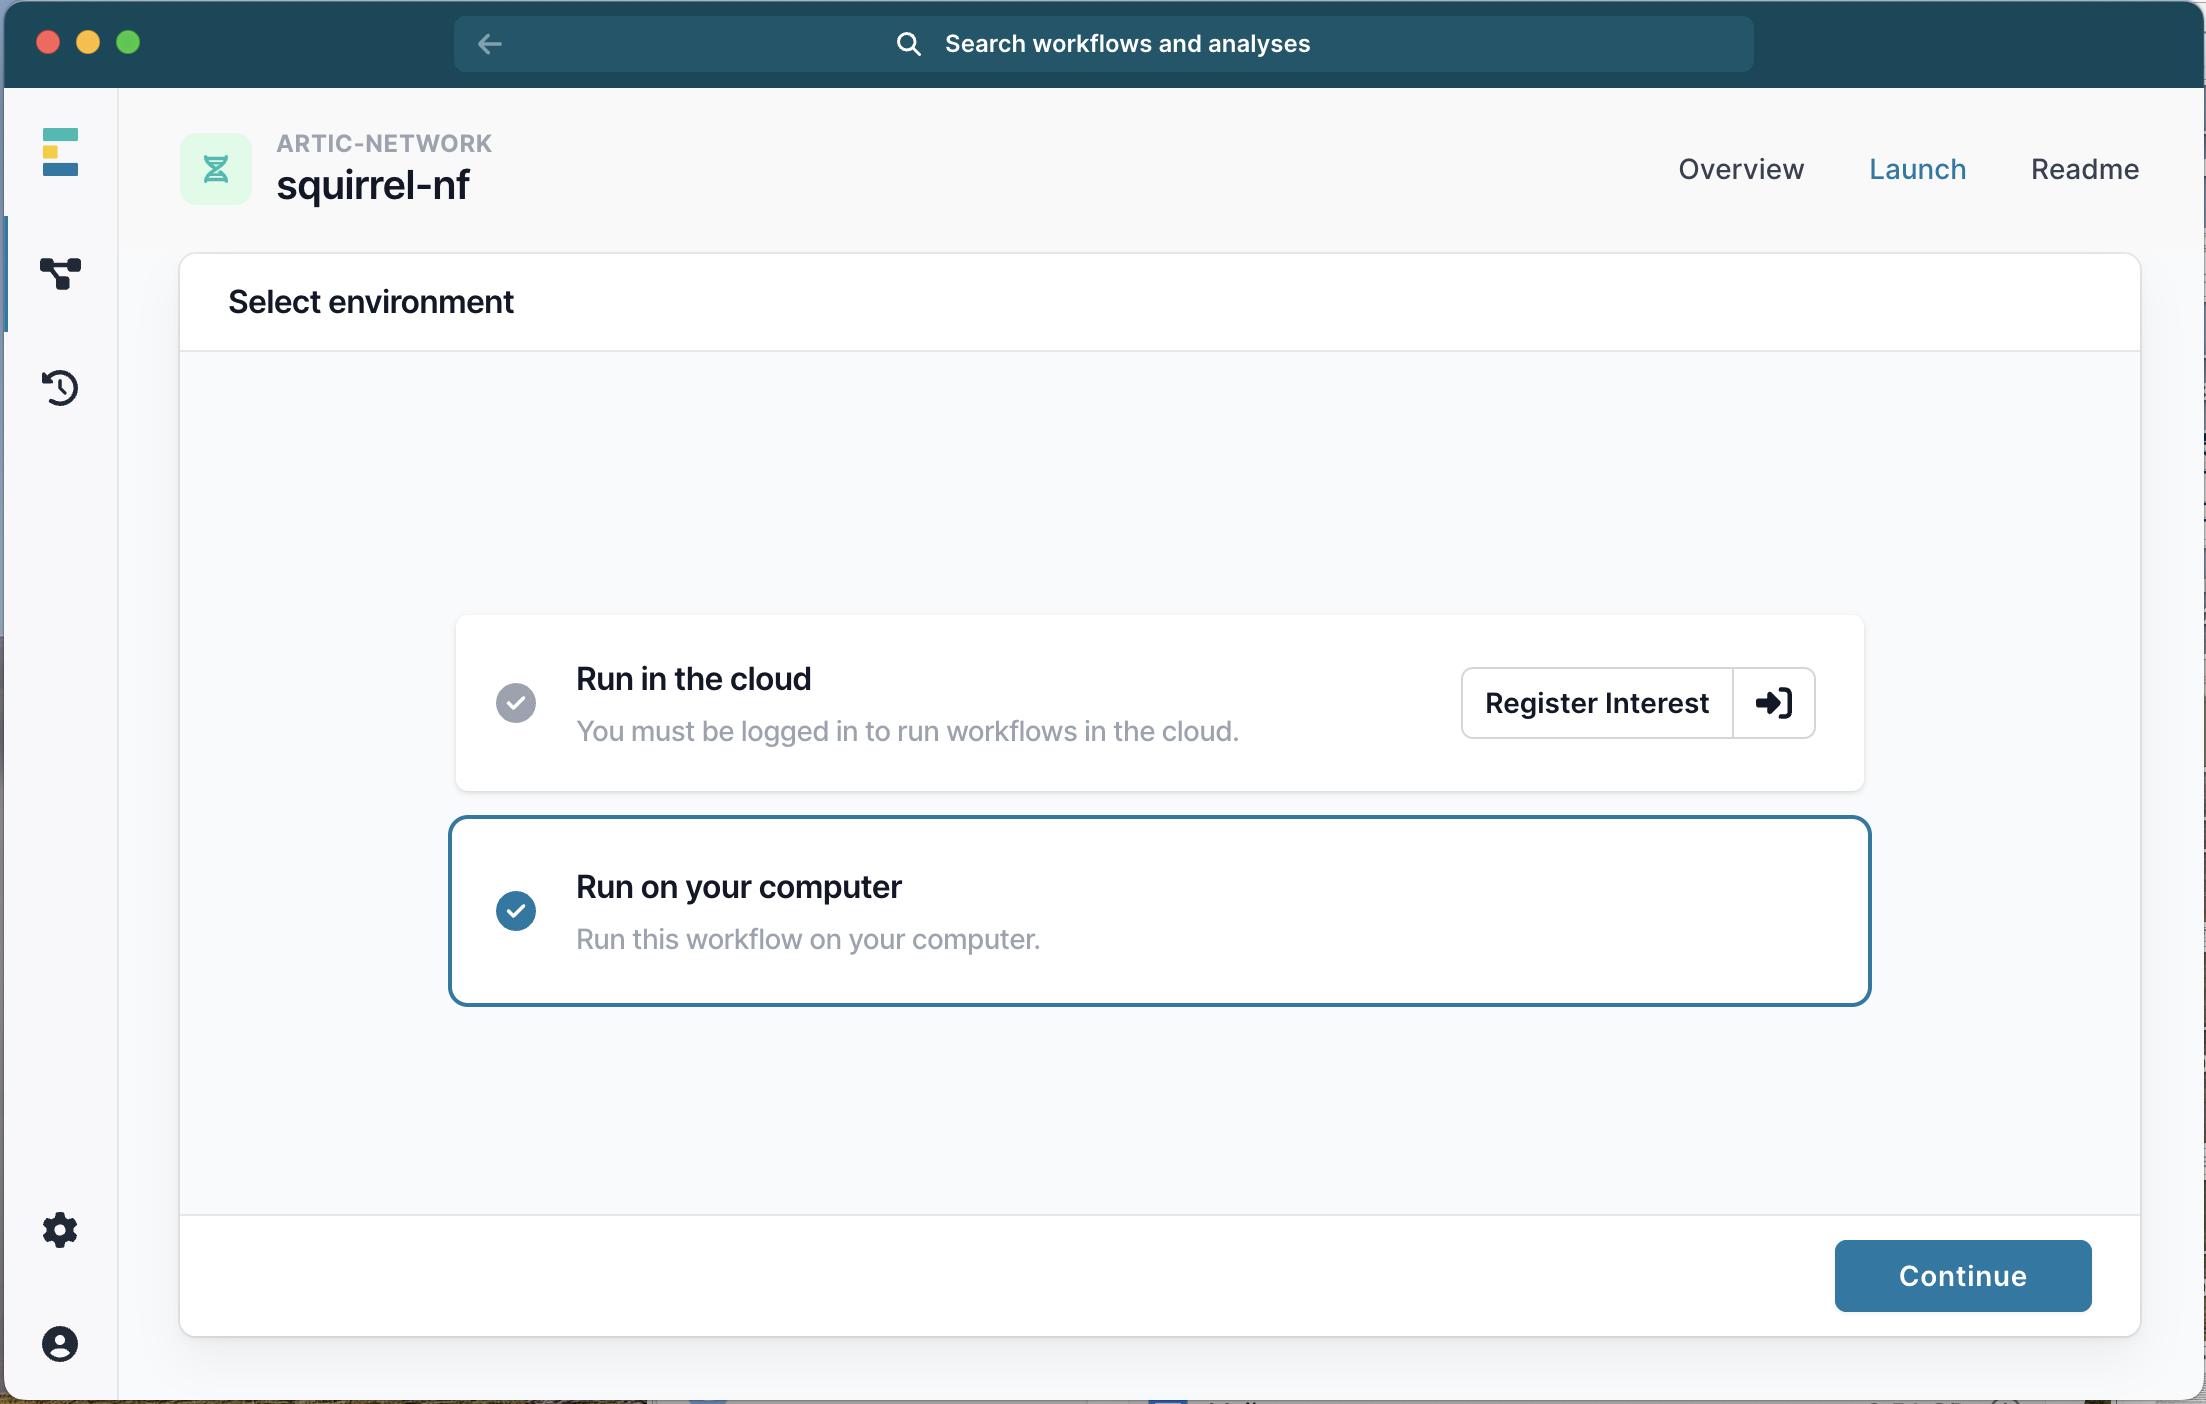 Search workflows and analyses
ARTIC-NETWORK
squirrel-nf
Overview
Launch
Readme
Select environment
Run in the cloud
You must be logged in to run workflows in the cloud.
Register Interest
Run on your computer
Run this workflow on your computer.
Continue